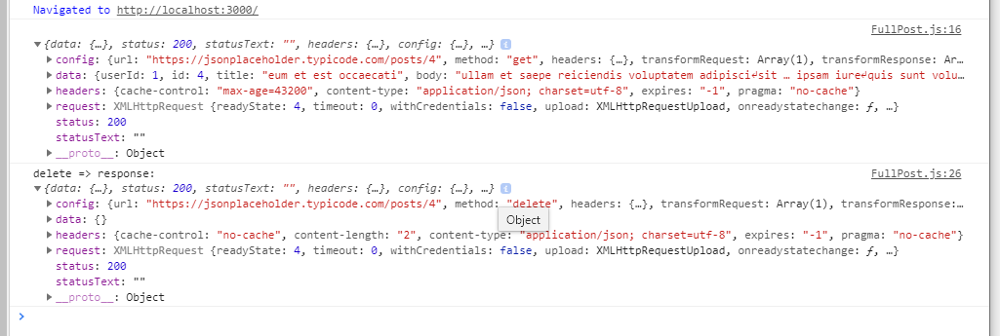 Navigated to http://localhost:3000/
FullPost.js:16
▼{data: {…}, status: 200, statusText: "", headers: {…}, config: {…}, …} i
▶config: {url: "https://jsonplaceholder.typicode.com/posts/4", method: "get", headers: {…}, transformRequest: Array(1), transformResponse: Ar…
▶data: {userId: 1, id: 4, title: "eum et est occaecati", body: "ullam et saepe reiciendis voluptatem adipisci↵sit … ipsam iure↵quis sunt volu…
▶headers: {cache-control: "max-age=43200", content-type: "application/json; charset=utf-8", expires: "-1", pragma: "no-cache"}
▶request: XMLHttpRequest {readyState: 4, timeout: 0, withCredentials: false, upload: XMLHttpRequestUpload, onreadystatechange: ƒ, …}
status: 200
statusText: ""
▶__proto__: Object
delete => response:
FullPost.js:26
▼{data: {…}, status: 200, statusText: "", headers: {…}, config: {…}, …} i
▶config: {url: "https://jsonplaceholder.typicode.com/posts/4", method: "delete", headers: {…}, transformRequest: Array(1), transformResponse:…
▶data: {}
Object
▶headers: {cache-control: "no-cache", content-length: "2", content-type: "application/json; charset=utf-8", expires: "-1", pragma: "no-cache"}
▶request: XMLHttpRequest {readyState: 4, timeout: 0, withCredentials: false, upload: XMLHttpRequestUpload, onreadystatechange: ƒ, …}
status: 200
statusText: ""
▶__proto__: Object
>